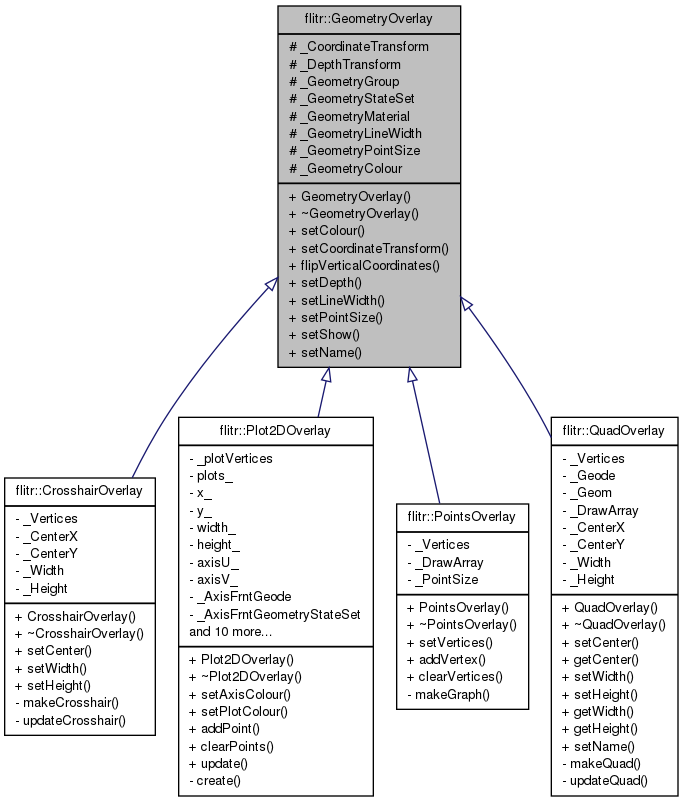 flitr::GeometryOverlay
# _CoordinateTransform
# _DepthTransform
# _GeometryGroup
# _GeometryStateSet
# _GeometryMaterial
# _GeometryLineWidth
# _GeometryPointSize
# _GeometryColour
+ GeometryOverlay()
+ ~GeometryOverlay()
+ setColour()
+ setCoordinateTransform()
+ flipVerticalCoordinates()
+ setDepth()
+ setLineWidth()
+ setPointSize()
+ setShow()
+ setName()
flitr::CrosshairOverlay
- _Vertices
- _CenterX
- _CenterY
- _Width
- _Height
+ CrosshairOverlay()
+ ~CrosshairOverlay()
+ setCenter()
+ setWidth()
+ setHeight()
- makeCrosshair()
- updateCrosshair()
flitr::Plot2DOverlay
- _plotVertices
- plots_
- x_
- y_
- width_
- height_
- axisU_
- axisV_
- _AxisFrntGeode
- _AxisFrntGeometryStateSet
and 10 more...
+ Plot2DOverlay()
+ ~Plot2DOverlay()
+ setAxisColour()
+ setPlotColour()
+ addPoint()
+ clearPoints()
+ update()
- create()
flitr::PointsOverlay
- _Vertices
- _DrawArray
- _PointSize
+ PointsOverlay()
+ ~PointsOverlay()
+ setVertices()
+ addVertex()
+ clearVertices()
- makeGraph()
flitr::QuadOverlay
- _Vertices
- _Geode
- _Geom
- _DrawArray
- _CenterX
- _CenterY
- _Width
- _Height
+ QuadOverlay()
+ ~QuadOverlay()
+ setCenter()
+ getCenter()
+ setWidth()
+ setHeight()
+ getWidth()
+ getHeight()
+ setName()
- makeQuad()
- updateQuad()